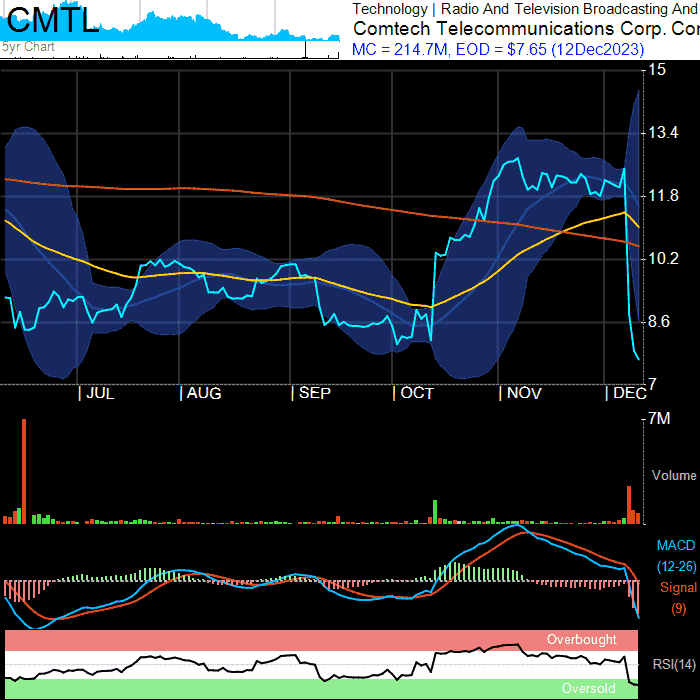 CMTL
5yr Chart
Technology | Radio And Television Broadcasting And
Comtech Telecommunications Corp. Cor
MC = 214.7M, EOD = $7.65 (12Dec2023)
15
13.4
11.8
10.2
8.6
7
| JUL | AUG | SEP | OCT | NOV | DEC
7M
Volume
MACD
(12-26)
Signal
(9)
Overbought
RSI(14)
Oversold